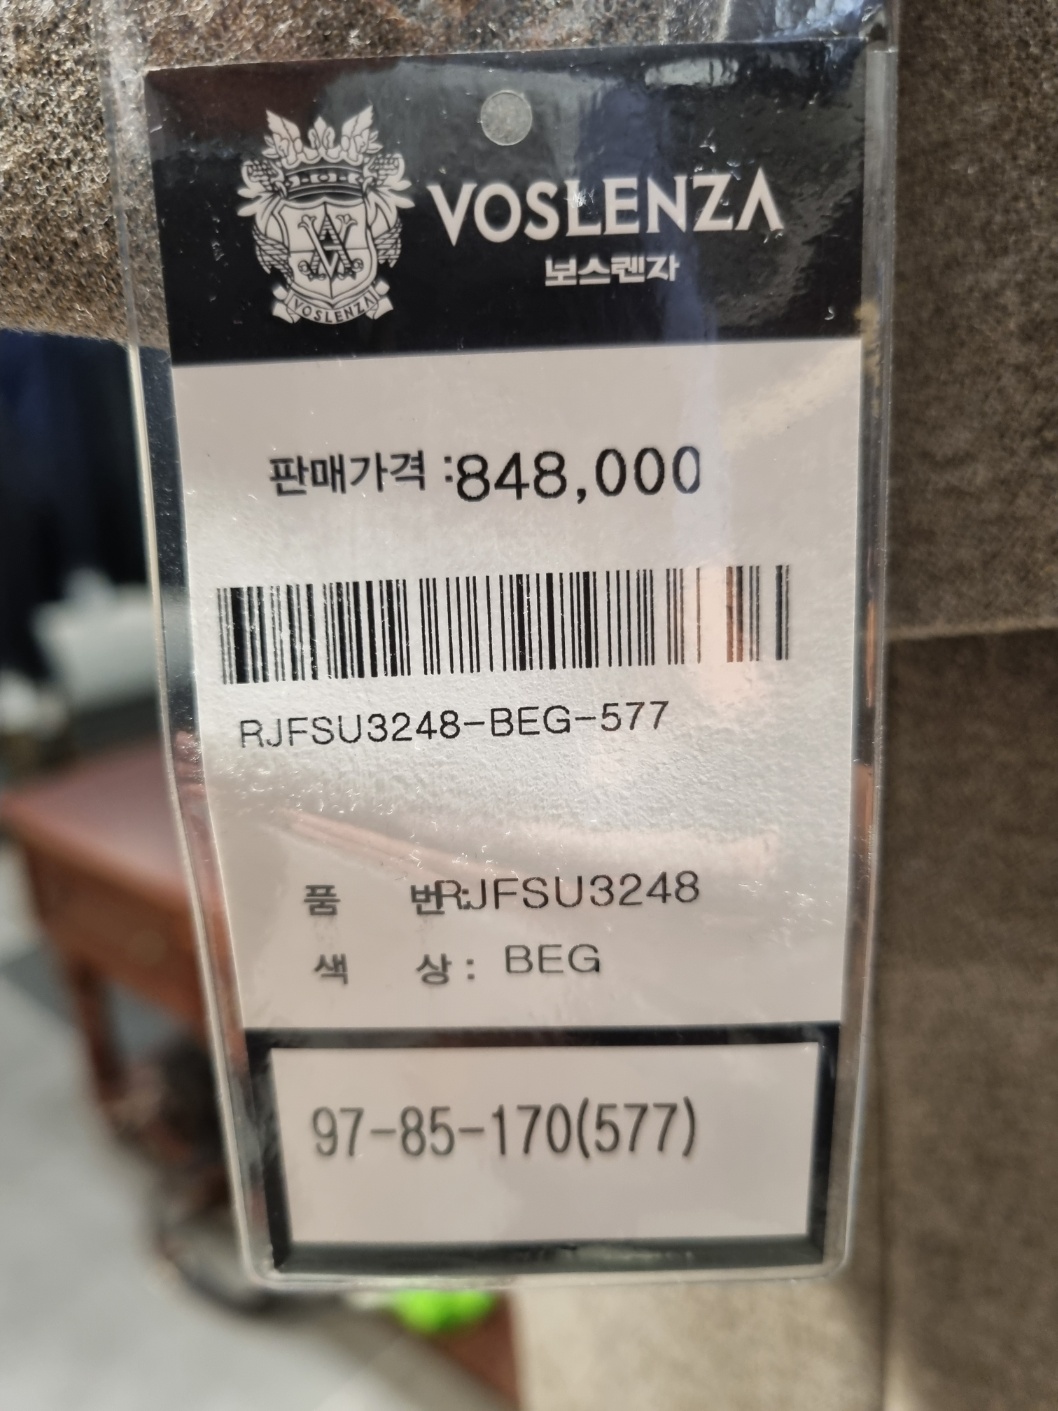 VOSLENZA
보스렌자
VOSLENZA
판매가격 :848,000
RJFSU3248-BEG-577
품 번:RJFSU3248
색 상: BEG
97-85-170(577)